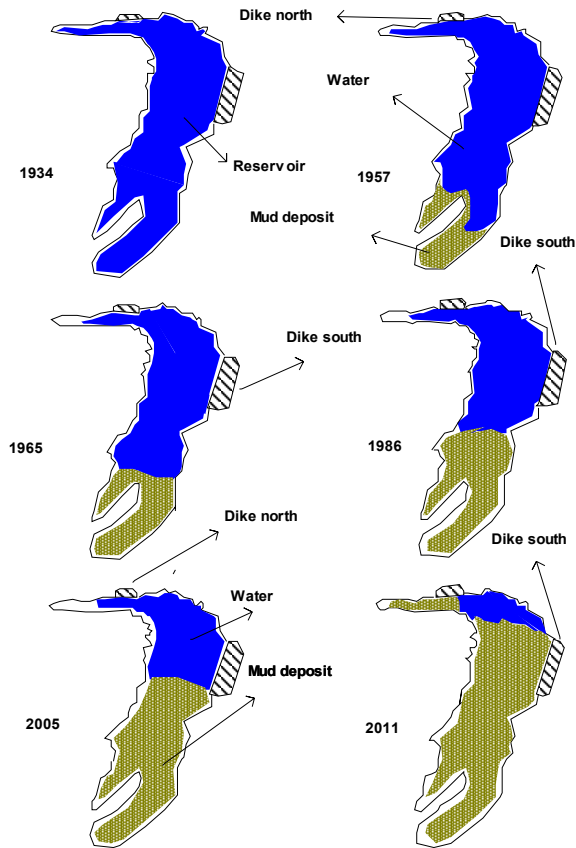 Dike north
Water
1934
Reserv oir
1957
Mud deposit
Dike south
Dike south
1965
1986
Dike north
Dike south
Water
Mud deposit
2005
2011